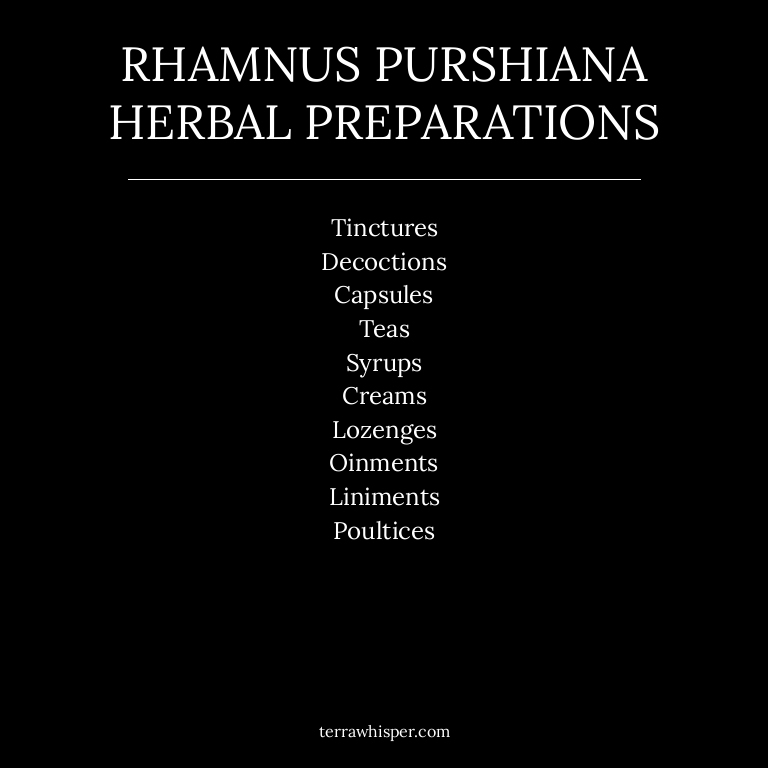 RHAMNUS PURSHIANA
HERBAL PREPARATIONS
Tinctures
Decoctions
Capsules
Teas
Syrups
Creams
Lozenges
Oinments
Liniments
Poultices
terrawhisper.com